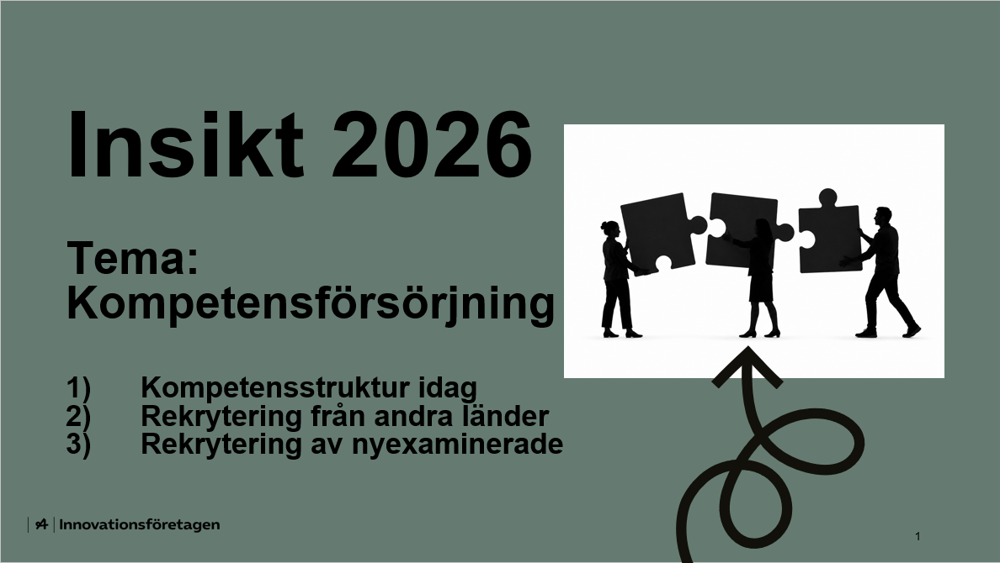 Insikt 2026
Tema:
Kompetensförsörjning
1) Kompetensstruktur idag
2) Rekrytering från andra länder
3) Rekrytering av nyexaminerade
Innovationsföretagen
1